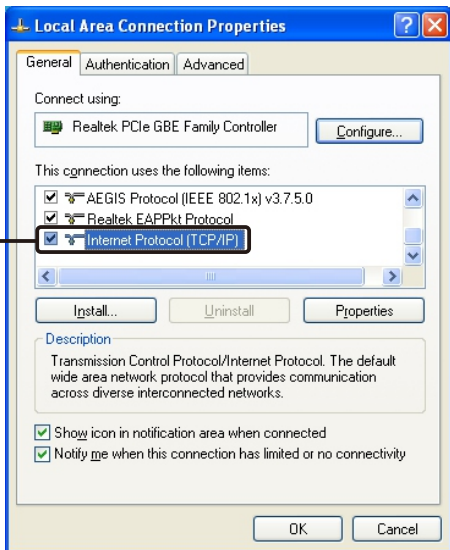 Local Area Connection Properties
General Authentication Advanced
Connect using:
Realtek PCIe GBE Family Controller Configure...
This connection uses the following items:
AEGIS Protocol (IEEE 802.1x) v3.7.5.0
Realtek EAPPkt Protocol
Internet Protocol (TCP/IP)
Install... Uninstall Properties
Description
Transmission Control Protocol/Internet Protocol. The default
wide area network protocol that provides communication
across diverse interconnected networks.
Show icon in notification area when connected
Notify me when this connection has limited or no connectivity
OK Cancel